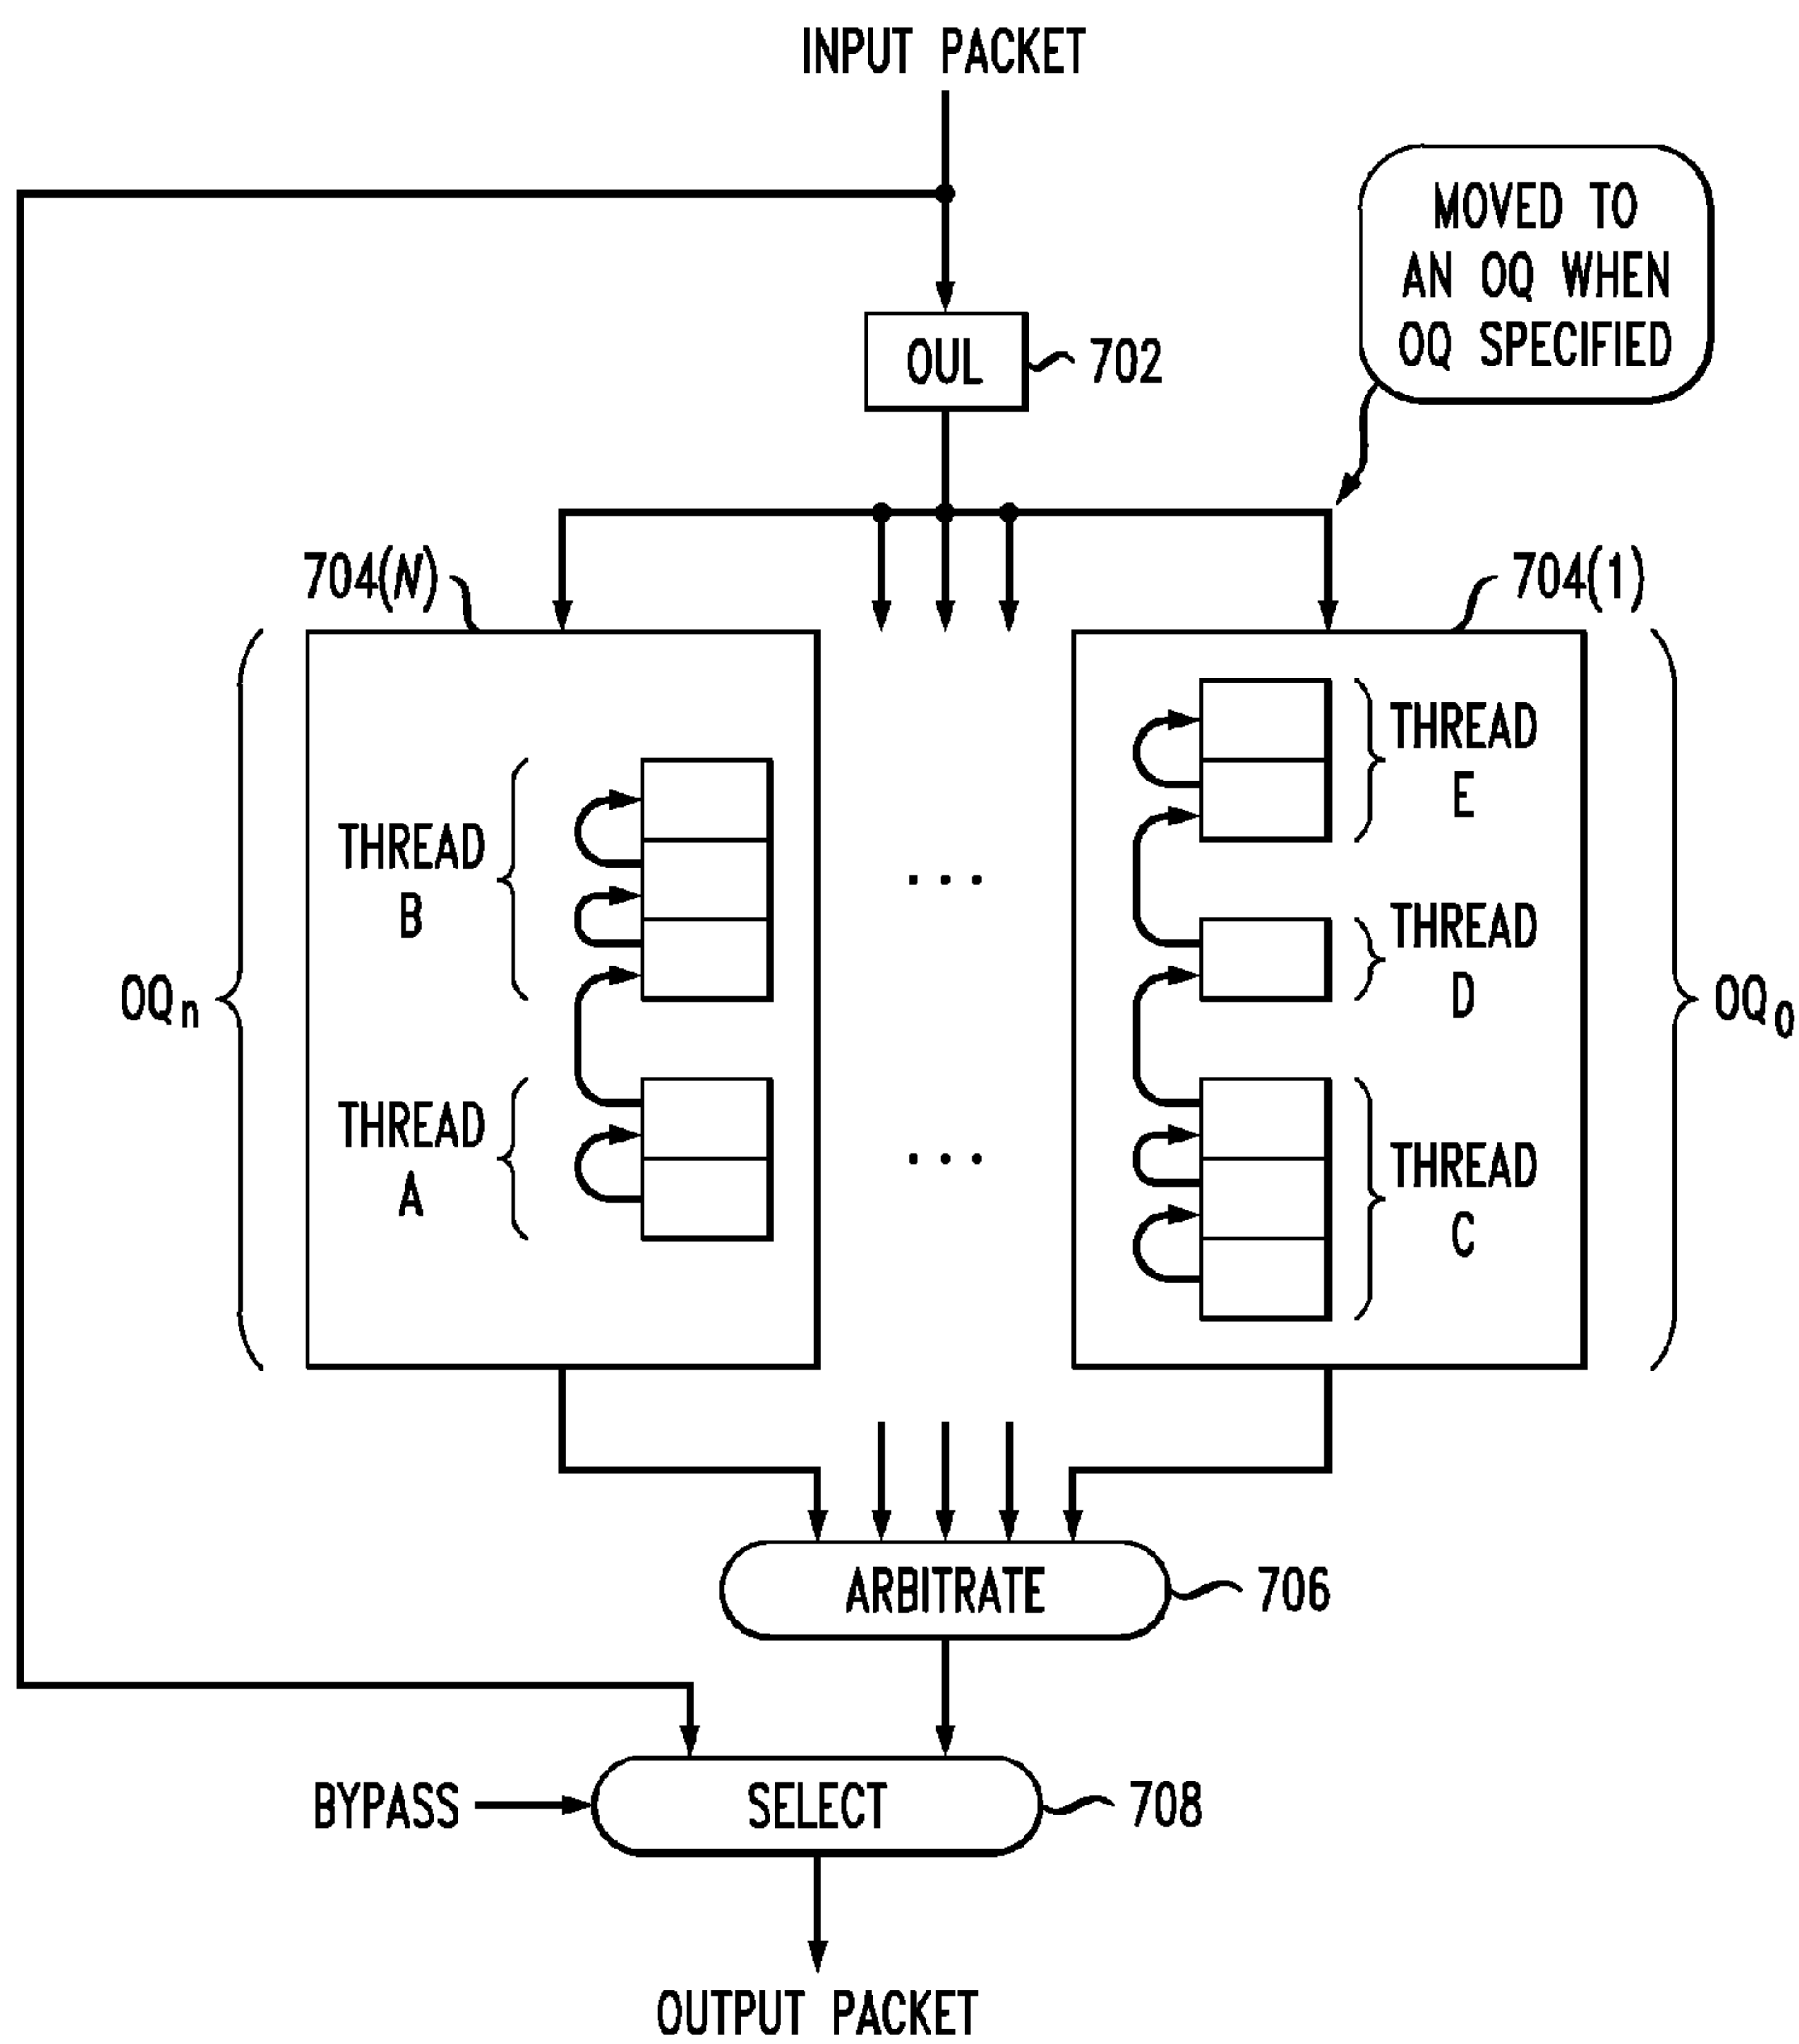 INPUT PACKET
MOVED TO
AN OQ WHEN
OQ SPECIFIED
OUL
702
704(N)
704(1)
THREAD
E
THREAD
B
THREAD
D
OQn
OQ0
THREAD
A
THREAD
C
. . .
. . .
ARBITRATE
706
BYPASS
SELECT
708
OUTPUT PACKET